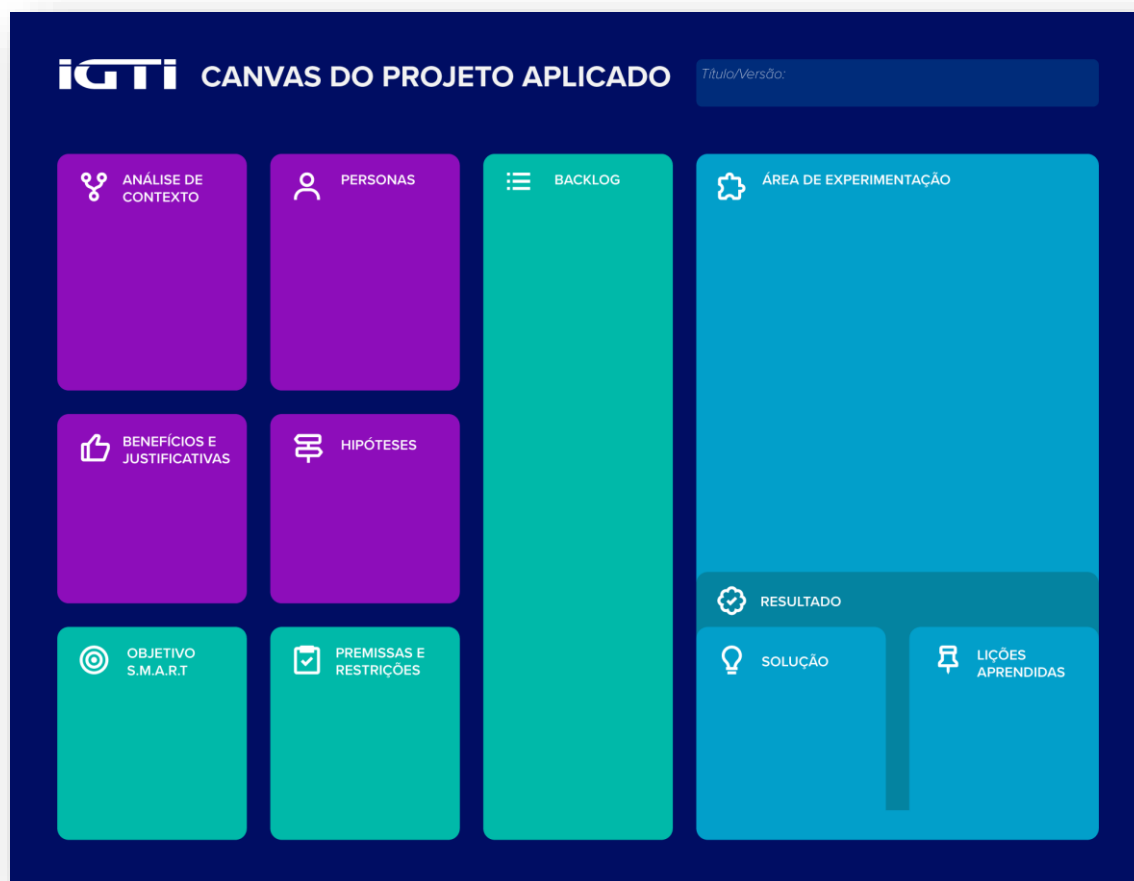 iGTi CANVAS DO PROJETO APLICADO
Título/Versão:
ANÁLISE DE
CONTEXTO
PERSONAS
BACKLOG
ÁREA DE EXPERIMENTAÇÃO
BENEFÍCIOS E
JUSTIFICATIVAS
HIPÓTESES
RESULTADO
OBJETIVO
S.M.A.R.T
PREMISSAS E
RESTRIÇÕES
SOLUÇÃO
LIÇÕES
APRENDIDAS